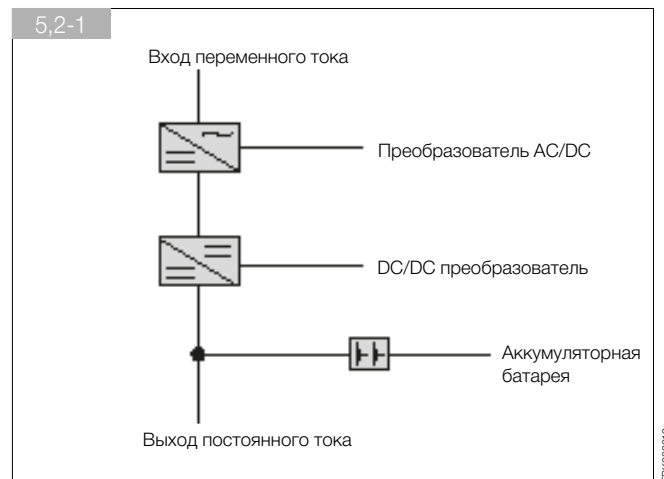 5,2-1
Вход переменного тока
Преобразователь AC/DC
DC/DC преобразователь
Аккумуляторная
батарея
Выход постоянного тока